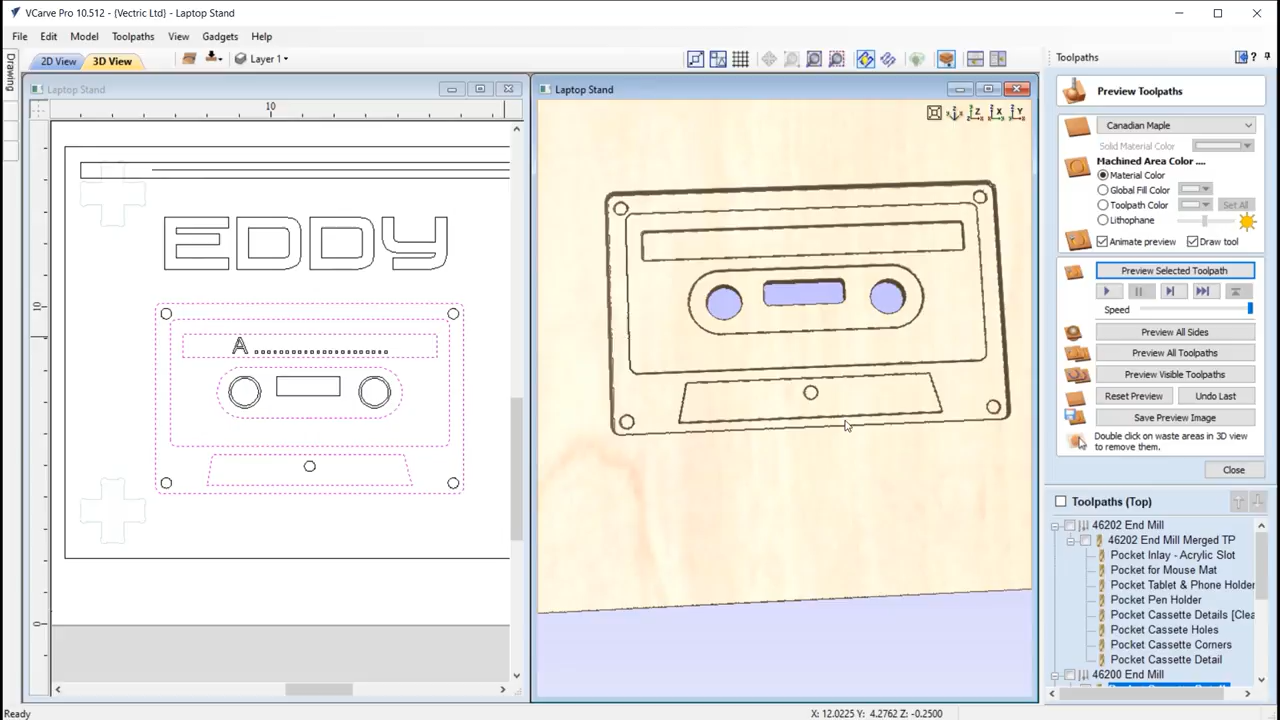 VCarve Pro 10.512 - {Vectric Ltd} - Laptop Stand
File Edit Model Toolpaths View Gadgets Help
Drawing
2D View 3D View Layer 1
Toolpaths
Laptop Stand
10
10
0
EDDY
A ........................
Laptop Stand
Z X Y
Preview Toolpaths
Canadian Maple
Solid Material Color
Machined Area Color ....
Material Color
Global Fill Color
Toolpath Color Set All
Lithophane
Animate preview Draw tool
Preview Selected Toolpath
Speed
Preview All Sides
Preview All Toolpaths
Preview Visible Toolpaths
Reset Preview Undo Last
Save Preview Image
Double click on waste areas in 3D view
to remove them.
Close
Toolpaths (Top)
46202 End Mill
46202 End Mill Merged TP
Pocket Inlay - Acrylic Slot
Pocket for Mouse Mat
Pocket Tablet & Phone Holder
Pocket Pen Holder
Pocket Cassette Details [Clea
Pocket Cassete Holes
Pocket Cassette Corners
Pocket Cassette Detail
46200 End Mill
Ready
X: 12.0225 Y: 4.2762 Z: -0.2500